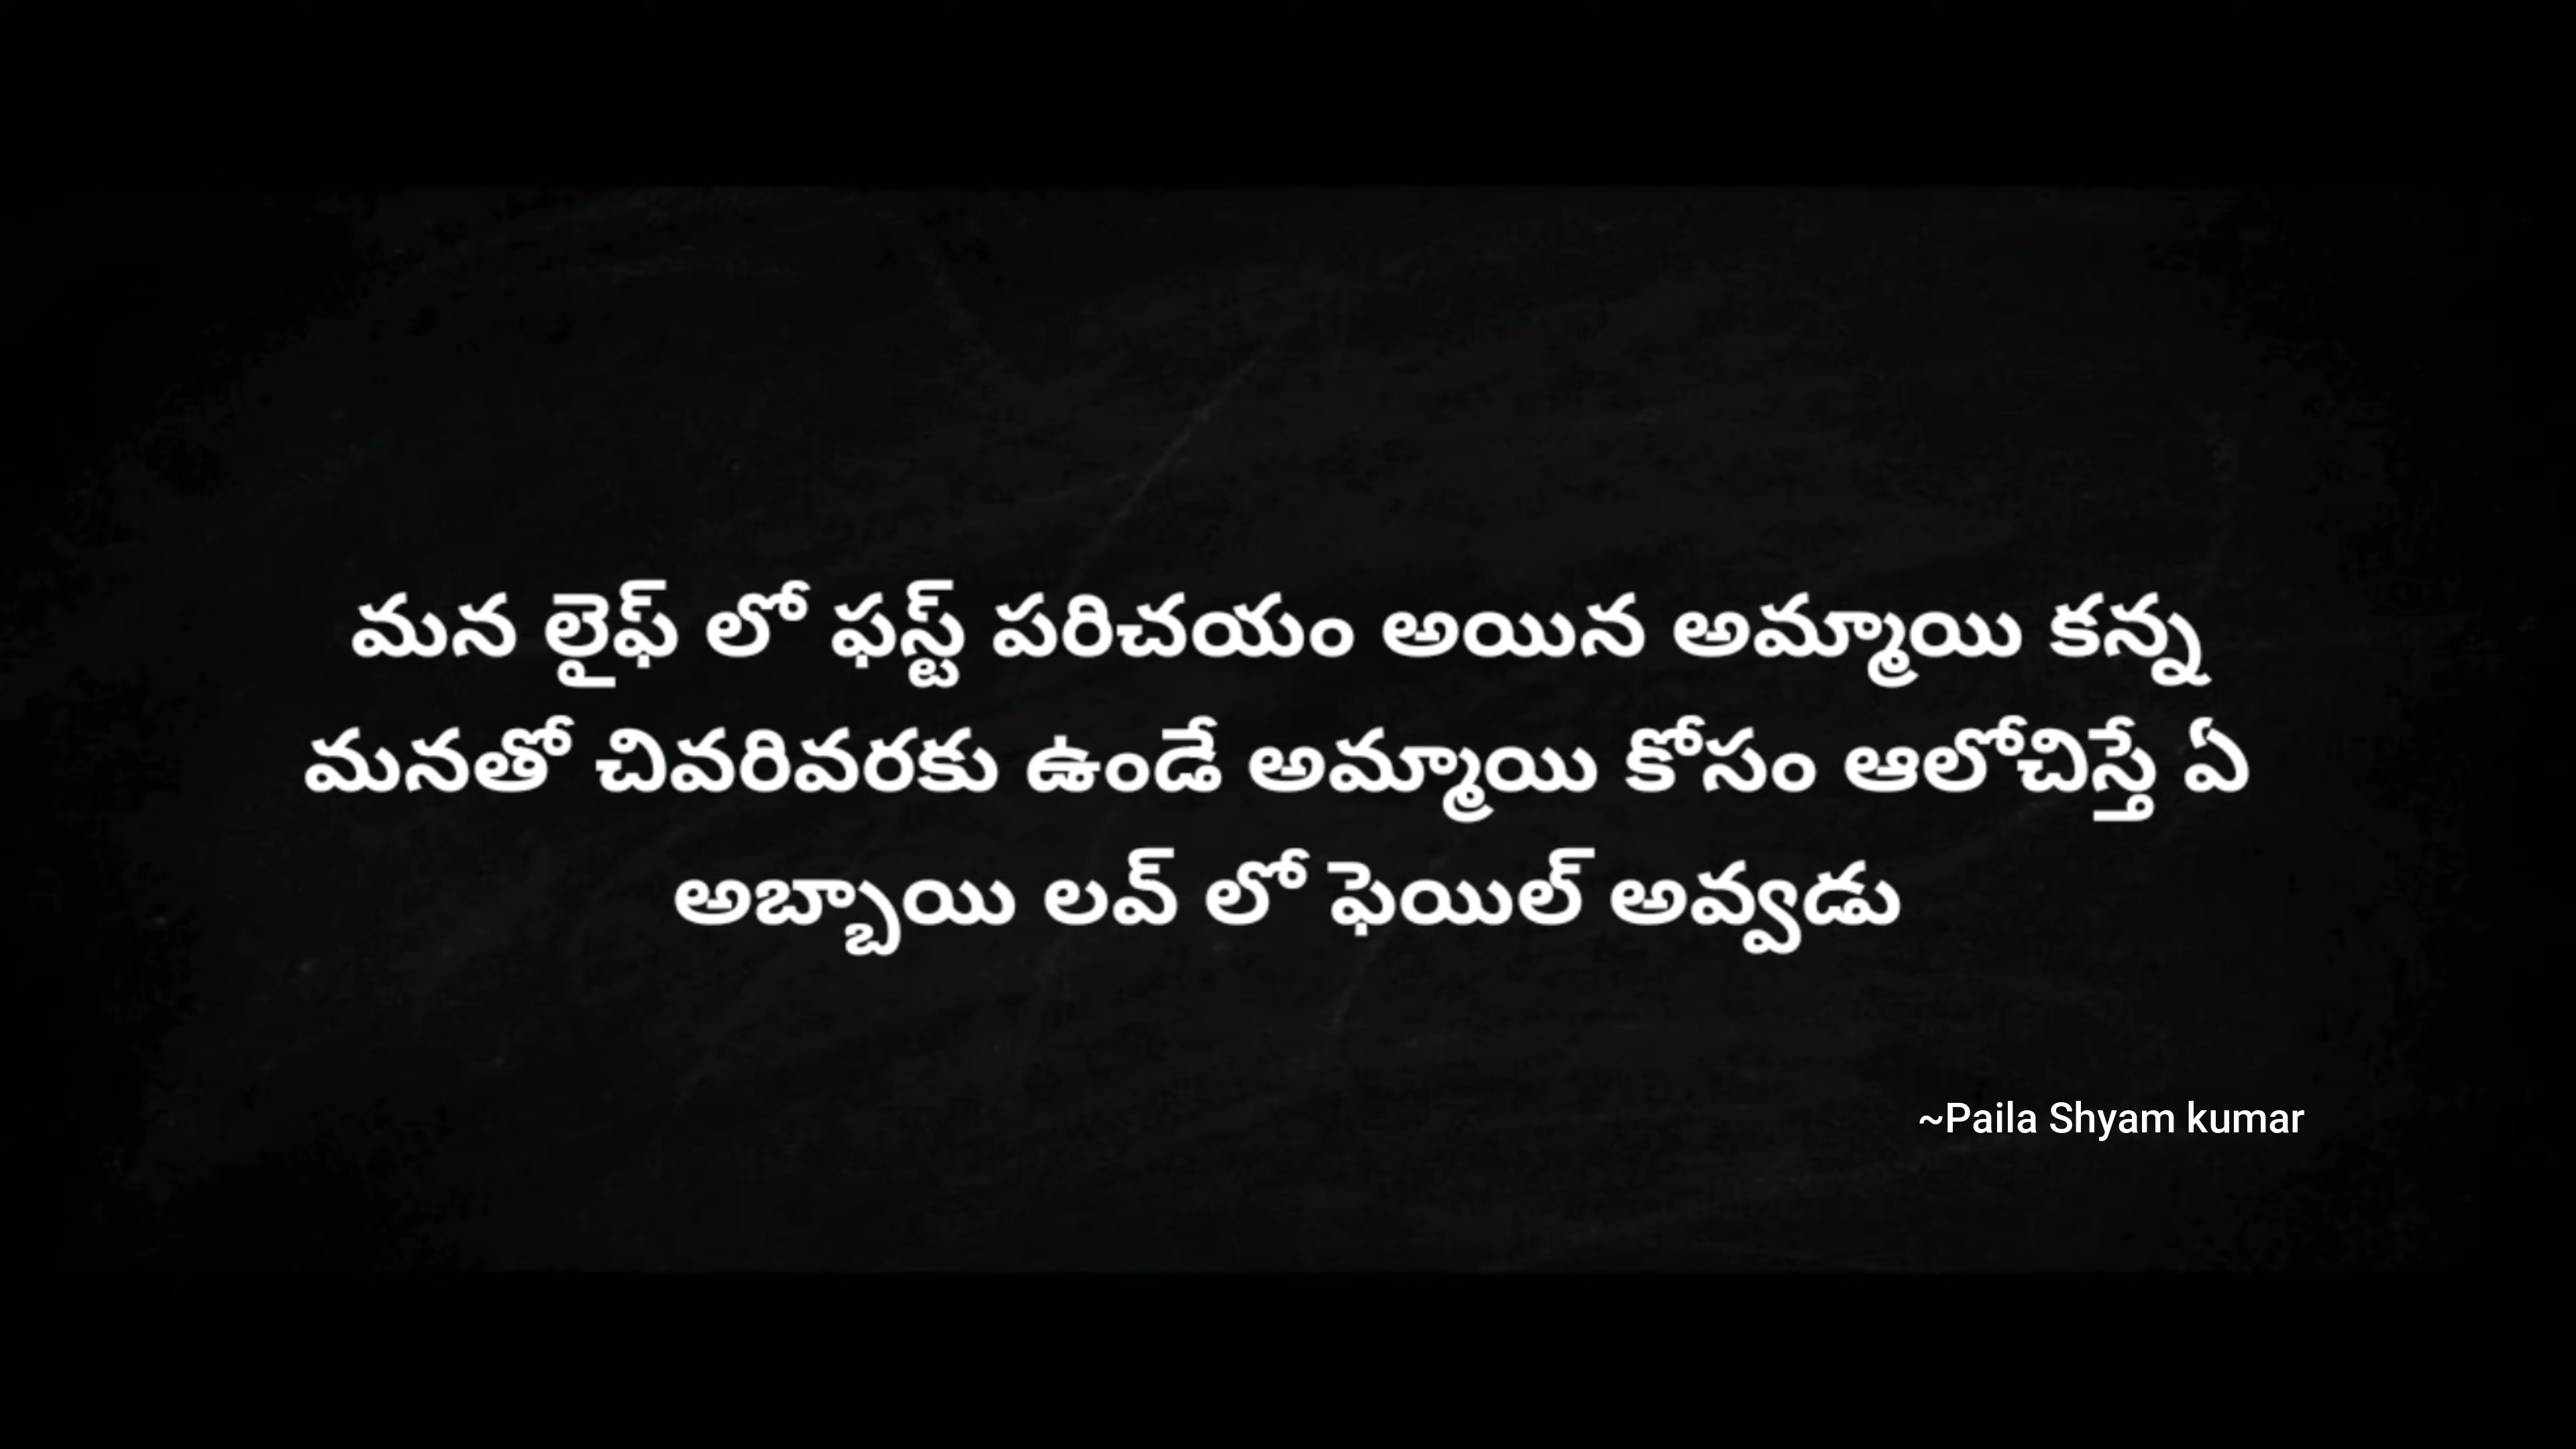 మన లైఫ్ లో ఫస్ట్ పరిచయం అయిన అమ్మాయి కన్న
మనతో చివరివరకు ఉండే అమ్మాయి కోసం ఆలోచిస్తే ఏ
అబ్బాయి లవ్ లో ఫెయిల్ అవ్వడు
~Paila Shyam kumar